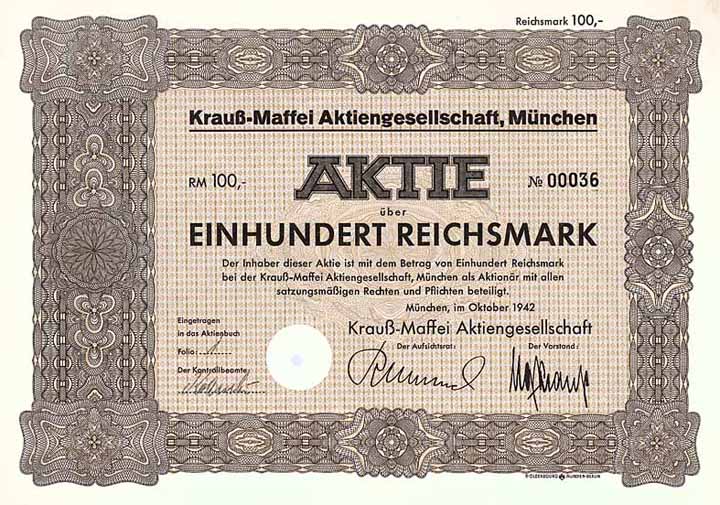 Reichsmark 100,-
Krauß-Maffei Aktiengesellschaft, München
RM 100,-
AKTIE
№ 00036
über
EINHUNDERT REICHSMARK
Der Inhaber dieser Aktie ist mit dem Betrag von Einhundert Reichsmark
bei der Krauß-Maffei Aktiengesellschaft, München als Aktionär mit allen
satzungsmäßigen Rechten und Pflichten beteiligt.
München, im Oktober 1942
Eingetragen
in das Aktienbuch
Folio:
Der Kontrollbeamte:
Krauß-Maffei Aktiengesellschaft
Der Aufsichtsrat:
Der Vorstand:
R. OLDENBOURG MÜNCHEN-BERLIN